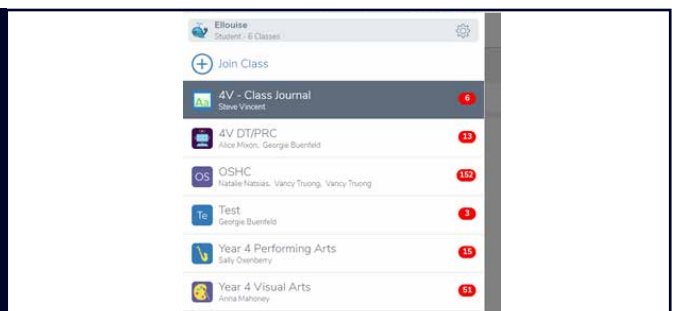 Ellouise
Student - 6 Classes
Join Class
Aa
4V - Class Journal
Steve Vincent
6
4V DT/PRC
Alice Mixon, Georgie Buenfeld
13
OS
OSHC
Natalie Natsias, Vancy Truong, Vancy Truong
152
Te
Test
Georgie Buenfeld
3
Year 4 Performing Arts
Sally Oxenberry
15
Year 4 Visual Arts
Anna Mahoney
51